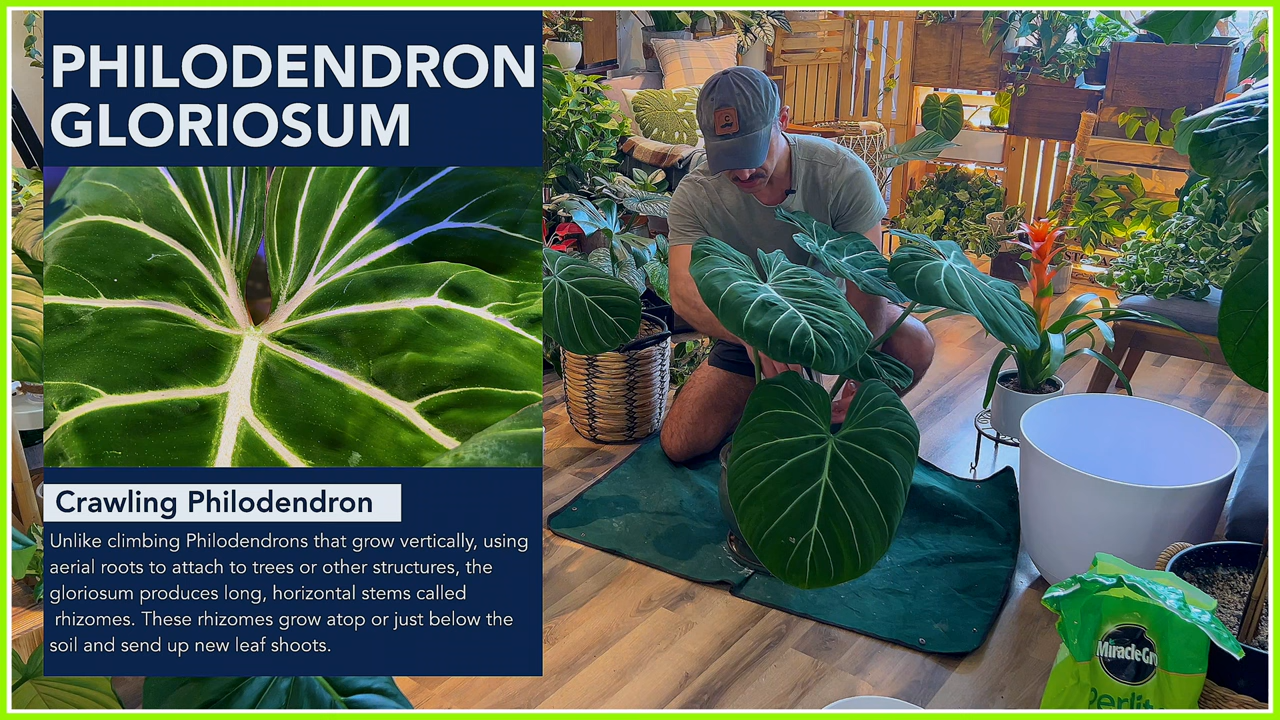 PHILODENDRON
GLORIOSUM
Crawling Philodendron
Unlike climbing Philodendrons that grow vertically, using
aerial roots to attach to trees or other structures, the
gloriosum produces long, horizontal stems called
rhizomes. These rhizomes grow atop or just below the
soil and send up new leaf shoots.
Miracle-Gro
Perlite